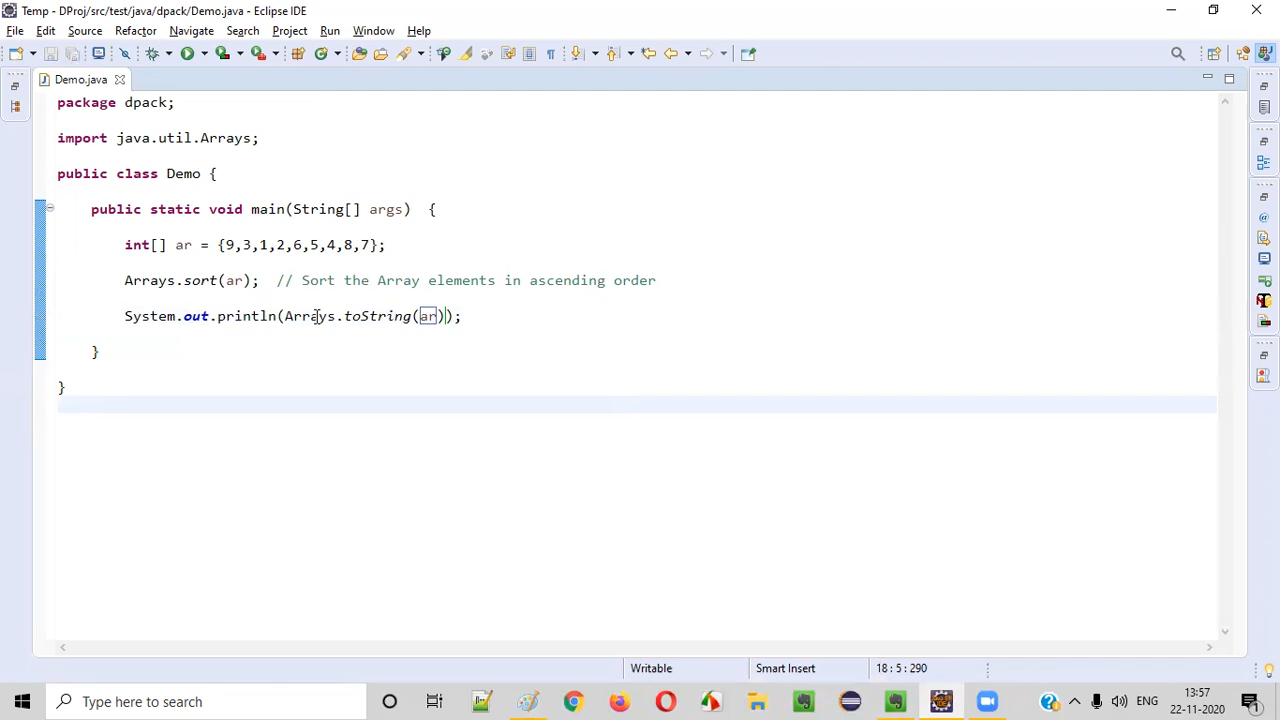 Temp - DProj/src/test/java/dpack/Demo.java - Eclipse IDE
File Edit Source Refactor Navigate Search Project Run Window Help
Demo.java
package dpack;
import java.util.Arrays;
public class Demo {
public static void main(String[] args)  {
int[] ar = {9,3,1,2,6,5,4,8,7};
Arrays.sort(ar);  // Sort the Array elements in ascending order
System.out.println(Arrays.toString(ar));
}
}
Writable Smart Insert 18 : 5 : 290
Type here to search
ENG
13:57
22-11-2020